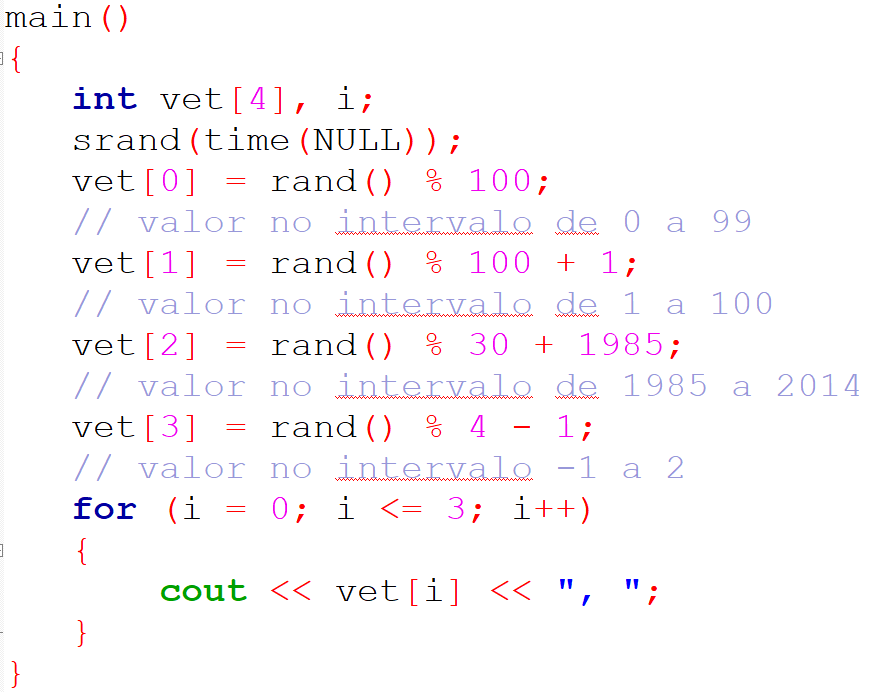 main()
{
int vet[4], i;
srand(time(NULL));
vet[0] = rand() % 100;
// valor no intervalo de 0 a 99
vet[1] = rand() % 100 + 1;
// valor no intervalo de 1 a 100
vet[2] = rand() % 30 + 1985;
// valor no intervalo de 1985 a 2014
vet[3] = rand() % 4 - 1;
// valor no intervalo -1 a 2
for (i = 0; i <= 3; i++)
{
cout << vet[i] << ", ";
}
}